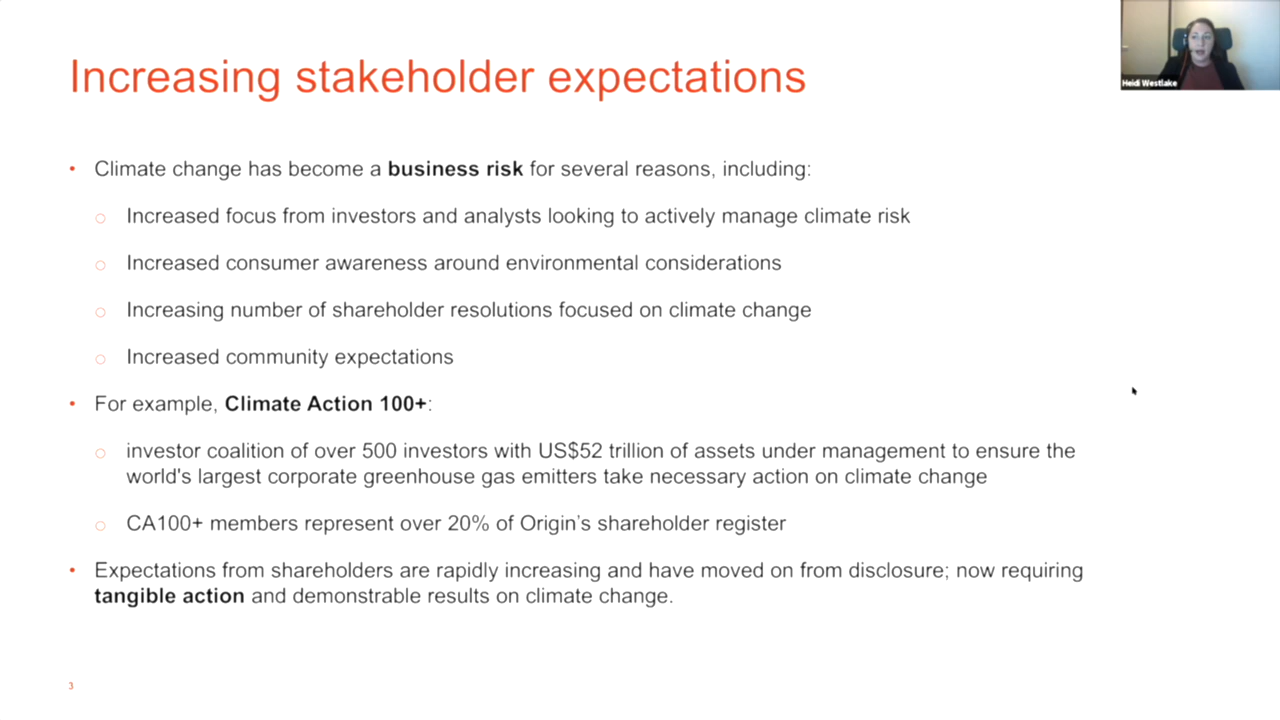 Increasing stakeholder expectations
Heidi Westlake
• Climate change has become a business risk for several reasons, including:
○ Increased focus from investors and analysts looking to actively manage climate risk
○ Increased consumer awareness around environmental considerations
○ Increasing number of shareholder resolutions focused on climate change
○ Increased community expectations
• For example, Climate Action 100+:
○ investor coalition of over 500 investors with US$52 trillion of assets under management to ensure the
world's largest corporate greenhouse gas emitters take necessary action on climate change
○ CA100+ members represent over 20% of Origin's shareholder register
• Expectations from shareholders are rapidly increasing and have moved on from disclosure; now requiring
tangible action and demonstrable results on climate change.
3